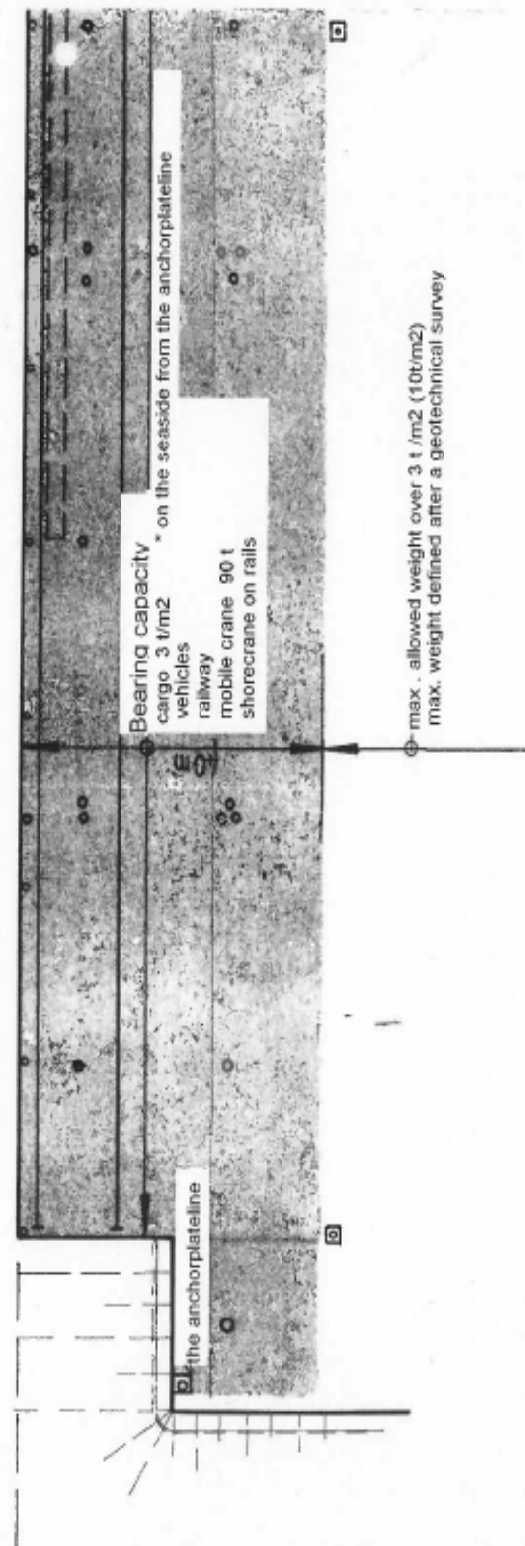 Bearing capacity
cargo 3 t/m2 * on the seaside from the anchorplateline
vehicles
railway
mobile crane 90 t
shorecrane on rails
max . allowed weight over 3 t /m2 (10t/m2)
max. weight defined after a geotechnical survey
the anchorplateline